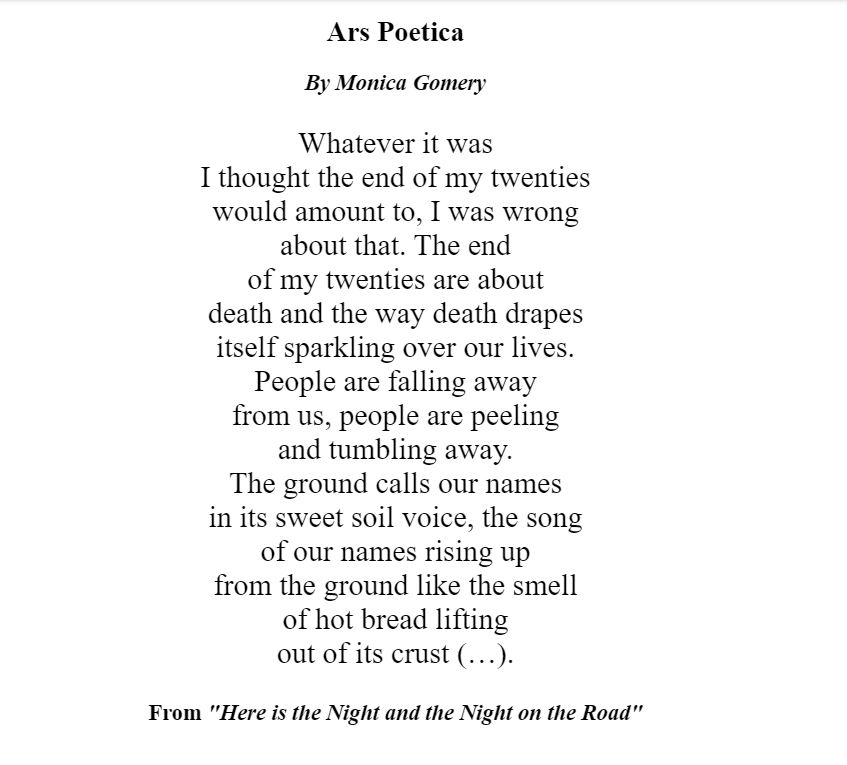 Ars Poetica
By Monica Gomery
Whatever it was
I thought the end of my twenties
would amount to, I was wrong
about that. The end
of my twenties are about
death and the way death drapes
itself sparkling over our lives.
People are falling away
from us, people are peeling
and tumbling away.
The ground calls our names
in its sweet soil voice, the song
of our names rising up
from the ground like the smell
of hot bread lifting
out of its crust (…).
From "Here is the Night and the Night on the Road"